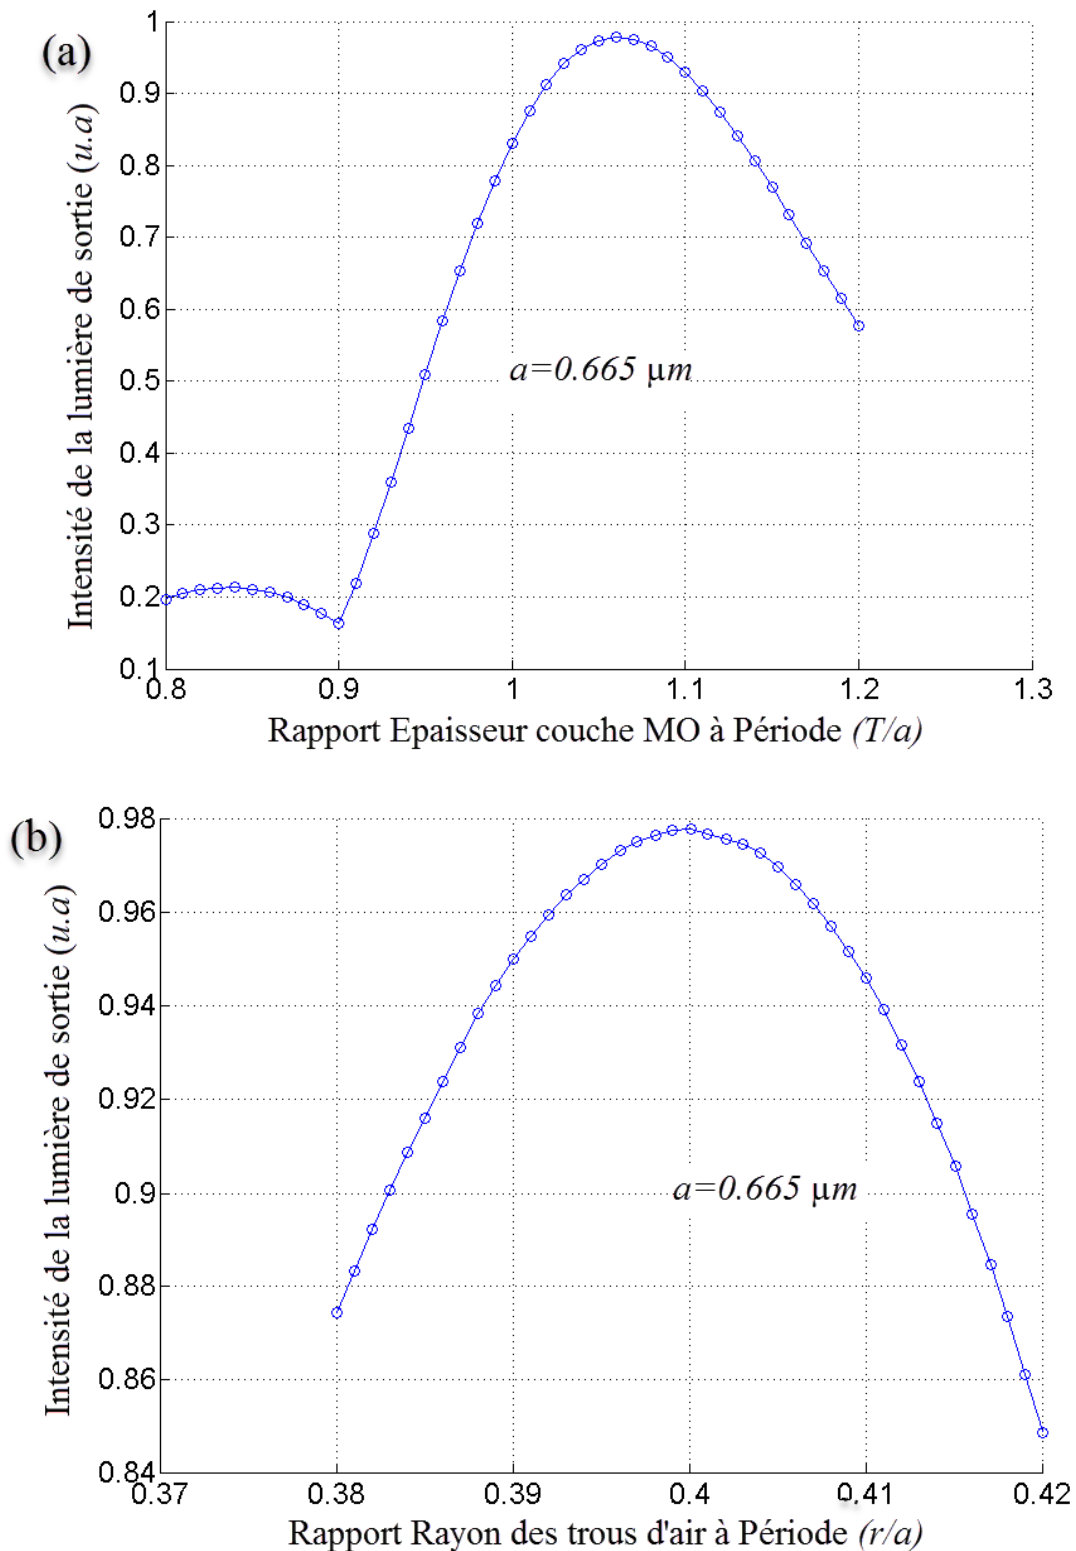 (a)
Intensité de la lumière de sortie (u.a)
1
0.9
0.8
0.7
0.6
0.5
0.4
0.3
0.2
0.1
a=0.665 µm
0.8 0.9 1 1.1 1.2 1.3
Rapport Epaisseur couche MO à Période (T/a)
(b)
Intensité de la lumière de sortie (u.a)
0.98
0.96
0.94
0.92
0.9
0.88
0.86
0.84
a=0.665 µm
0.37 0.38 0.39 0.4 0.41 0.42
Rapport Rayon des trous d'air à Période (r/a)